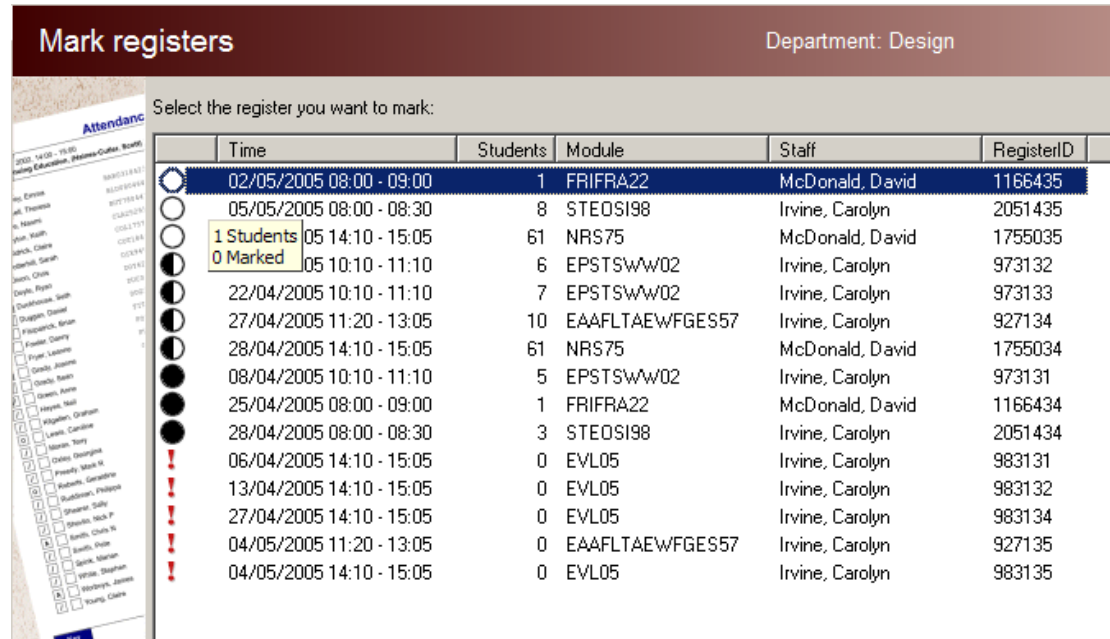 Mark registers
Department: Design
Select the register you want to mark:
Attendanc
Time Students Module Staff RegisterID
02/05/2005 08:00 - 09:00 1 FRIFRA22 McDonald, David 1166435
05/05/2005 08:00 - 08:30 8 STEOSI98 Irvine, Carolyn 2051435
1 Students
0 Marked
05 14:10 - 15:05 61 NRS75 McDonald, David 1755035
05 10:10 - 11:10 6 EPSTSWW02 Irvine, Carolyn 973132
22/04/2005 10:10 - 11:10 7 EPSTSWW02 Irvine, Carolyn 973133
27/04/2005 11:20 - 13:05 10 EAAFLTAEWFGES57 Irvine, Carolyn 927134
28/04/2005 14:10 - 15:05 61 NRS75 McDonald, David 1755034
08/04/2005 10:10 - 11:10 5 EPSTSWW02 Irvine, Carolyn 973131
25/04/2005 08:00 - 09:00 1 FRIFRA22 McDonald, David 1166434
28/04/2005 08:00 - 08:30 3 STEOSI98 Irvine, Carolyn 2051434
06/04/2005 14:10 - 15:05 0 EVL05 Irvine, Carolyn 983131
13/04/2005 14:10 - 15:05 0 EVL05 Irvine, Carolyn 983132
27/04/2005 14:10 - 15:05 0 EVL05 Irvine, Carolyn 983134
04/05/2005 11:20 - 13:05 0 EAAFLTAEWFGES57 Irvine, Carolyn 927135
04/05/2005 14:10 - 15:05 0 EVL05 Irvine, Carolyn 983135